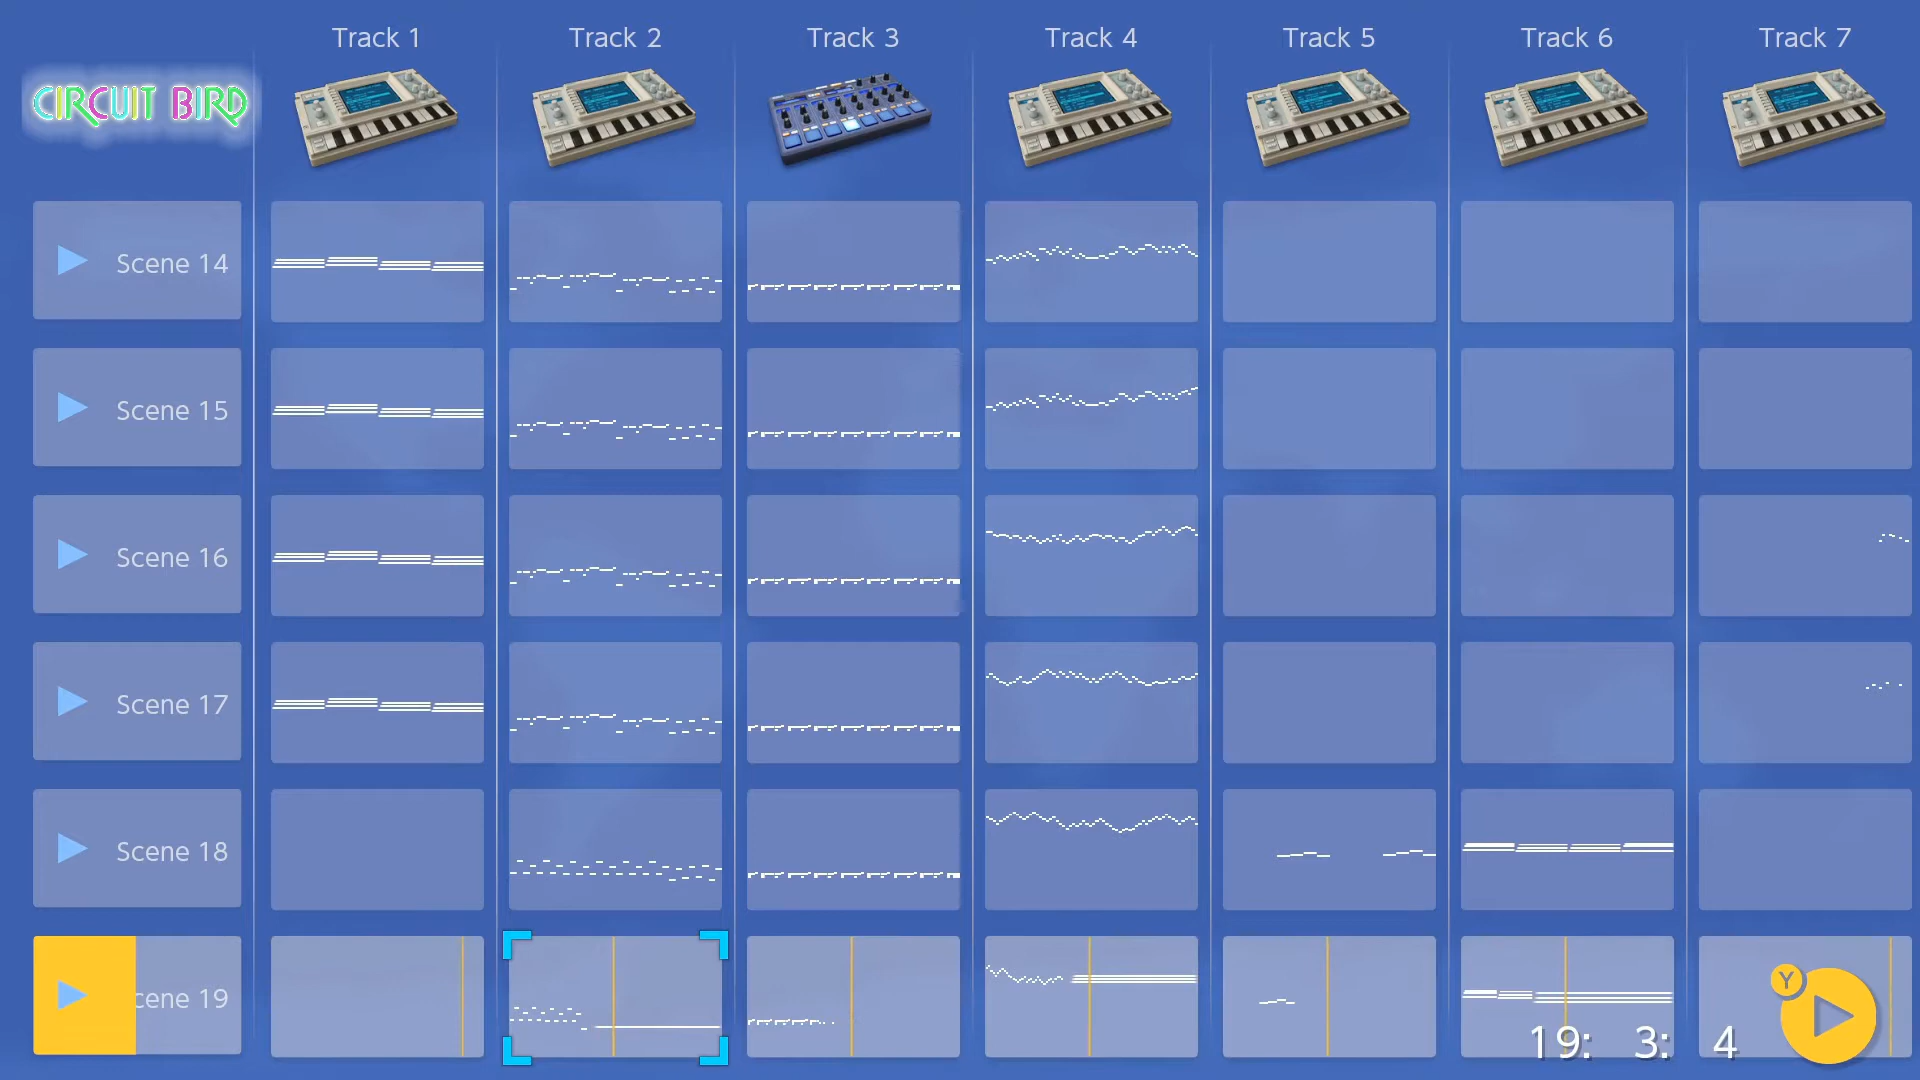 Track 1 Track 2 Track 3 Track 4 Track 5 Track 6 Track 7
CIRCUIT BIRD
Scene 14
Scene 15
Scene 16
Scene 17
Scene 18
cene 19
Y
19: 3: 4